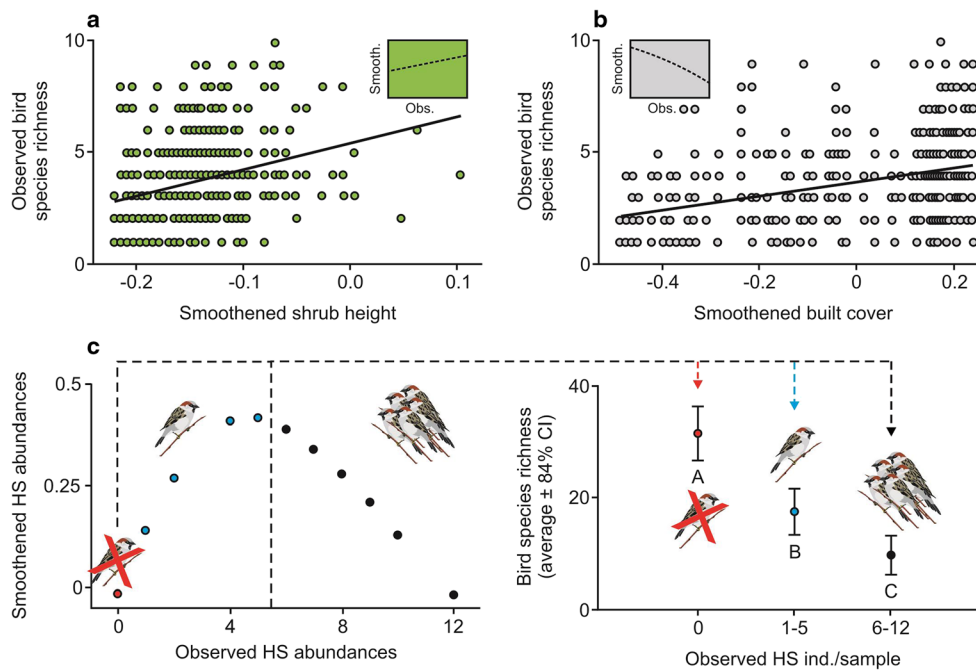 a
Observed bird
species richness
10
5
0
-0.2
-0.1
0.0
0.1
Smoothened shrub height
Smooth.
Obs.
b
Observed bird
species richness
10
5
0
-0.4
-0.2
0
0.2
Smoothened built cover
Smooth.
Obs.
c
Smoothened HS abundances
0.5
0.25
0
0
4
8
12
Observed HS abundances
Bird species richness
(average ± 84% CI)
40
20
0
A
B
C
0
1-5
6-12
Observed HS ind./sample